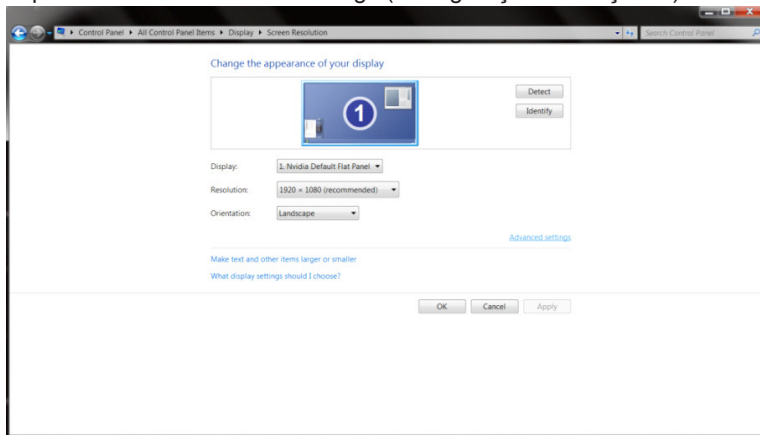 Control Panel ▸ All Control Panel Items ▸ Display ▸ Screen Resolution
Search Control Panel
Change the appearance of your display
1
Detect
Identify
Display: 1. Nvidia Default Flat Panel
Resolution: 1920 × 1080 (recommended)
Orientation: Landscape
Advanced settings
Make text and other items larger or smaller
What display settings should I choose?
OK Cancel Apply